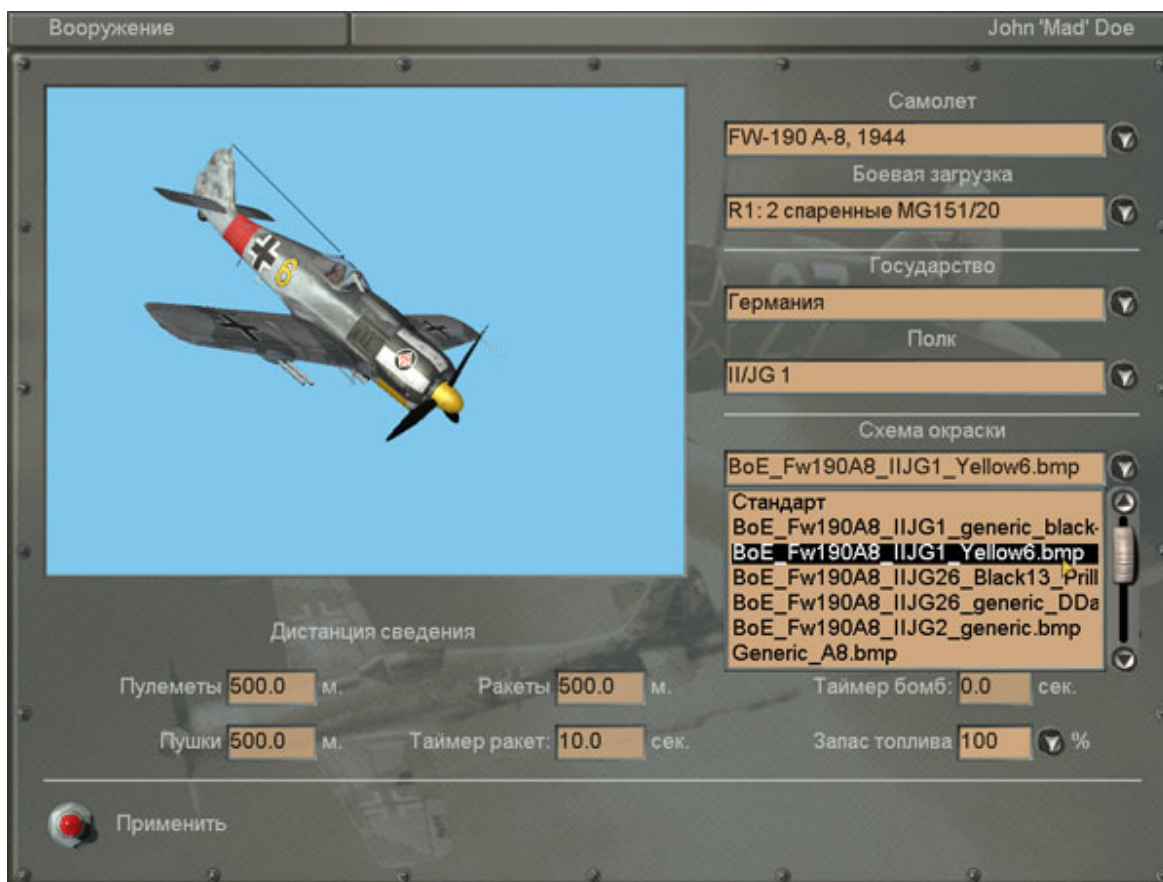 Вооружение
John 'Mad' Doe
Самолет
FW-190 A-8, 1944
Боевая загрузка
R1: 2 спаренные MG151/20
Государство
Германия
Полк
II/JG 1
Схема окраски
BoE_Fw190A8_IIJG1_Yellow6.bmp
Стандарт
BoE_Fw190A8_IIJG1_generic_black-
BoE_Fw190A8_IIJG1_Yellow6.bmp
BoE_Fw190A8_IIJG26_Black13_Prill
BoE_Fw190A8_IIJG26_generic_DDa
BoE_Fw190A8_IIJG2_generic.bmp
Generic_A8.bmp
6
Дистанция сведения
Пулеметы 500.0 м. Ракеты 500.0 м. Таймер бомб: 0.0 сек.
Пушки 500.0 м. Таймер ракет: 10.0 сек. Запас топлива 100 %
Применить